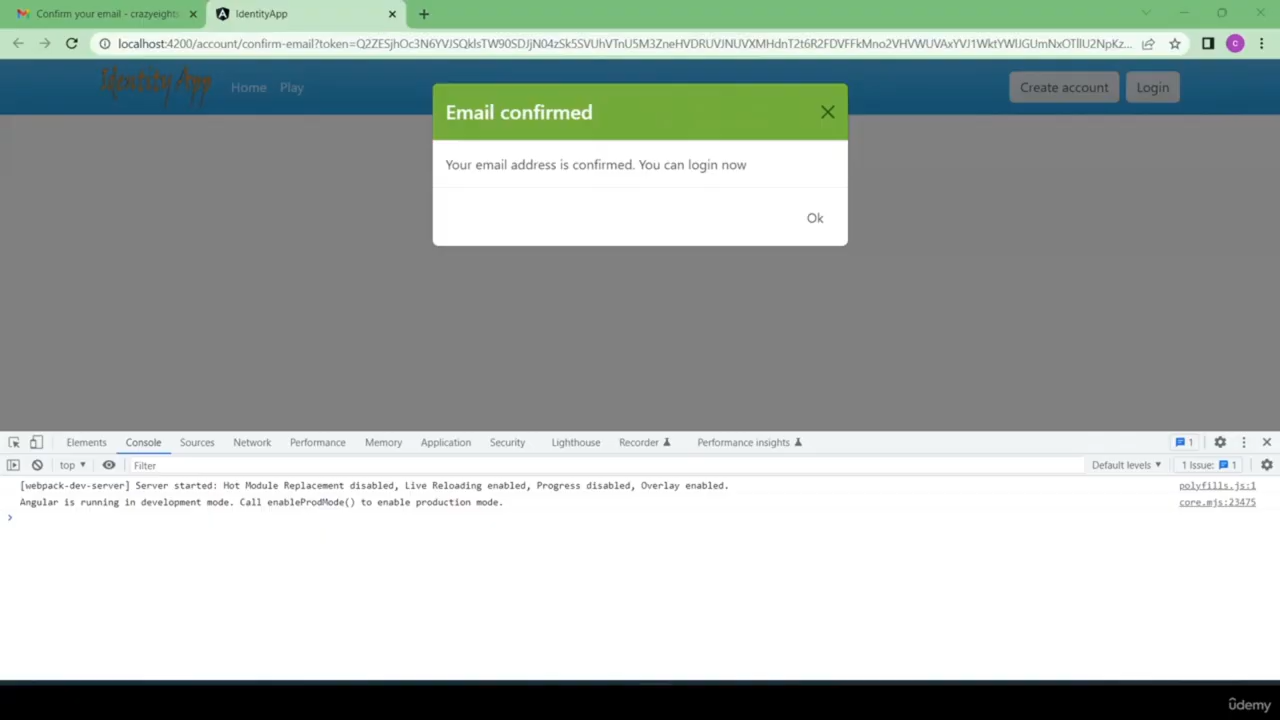 Confirm your email - crazyeights
IdentityApp
localhost:4200/account/confirm-email?token=
Identity App
Home
Play
Create account
Login
Email confirmed
Your email address is confirmed. You can login now
Ok
Elements
Console
Sources
Network
Performance
Memory
Application
Security
Lighthouse
Recorder
Performance insights
1
top
Filter
Default levels
1 Issue:
1
[webpack-dev-server] Server started: Hot Module Replacement disabled, Live Reloading enabled, Progress disabled, Overlay enabled.
polyfills.js:1
Angular is running in development mode. Call enableProdMode() to enable production mode.
core.mjs:23475
ûdemy